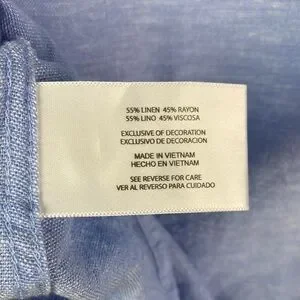 55% LINEN 45% RAYON
55% LINO 45% VISCOSA
EXCLUSIVE OF DECORATION
EXCLUSIVO DE DECORACION
MADE IN VIETNAM
HECHO EN VIETNAM
SEE REVERSE FOR CARE
VER AL REVERSO PARA CUIDADO